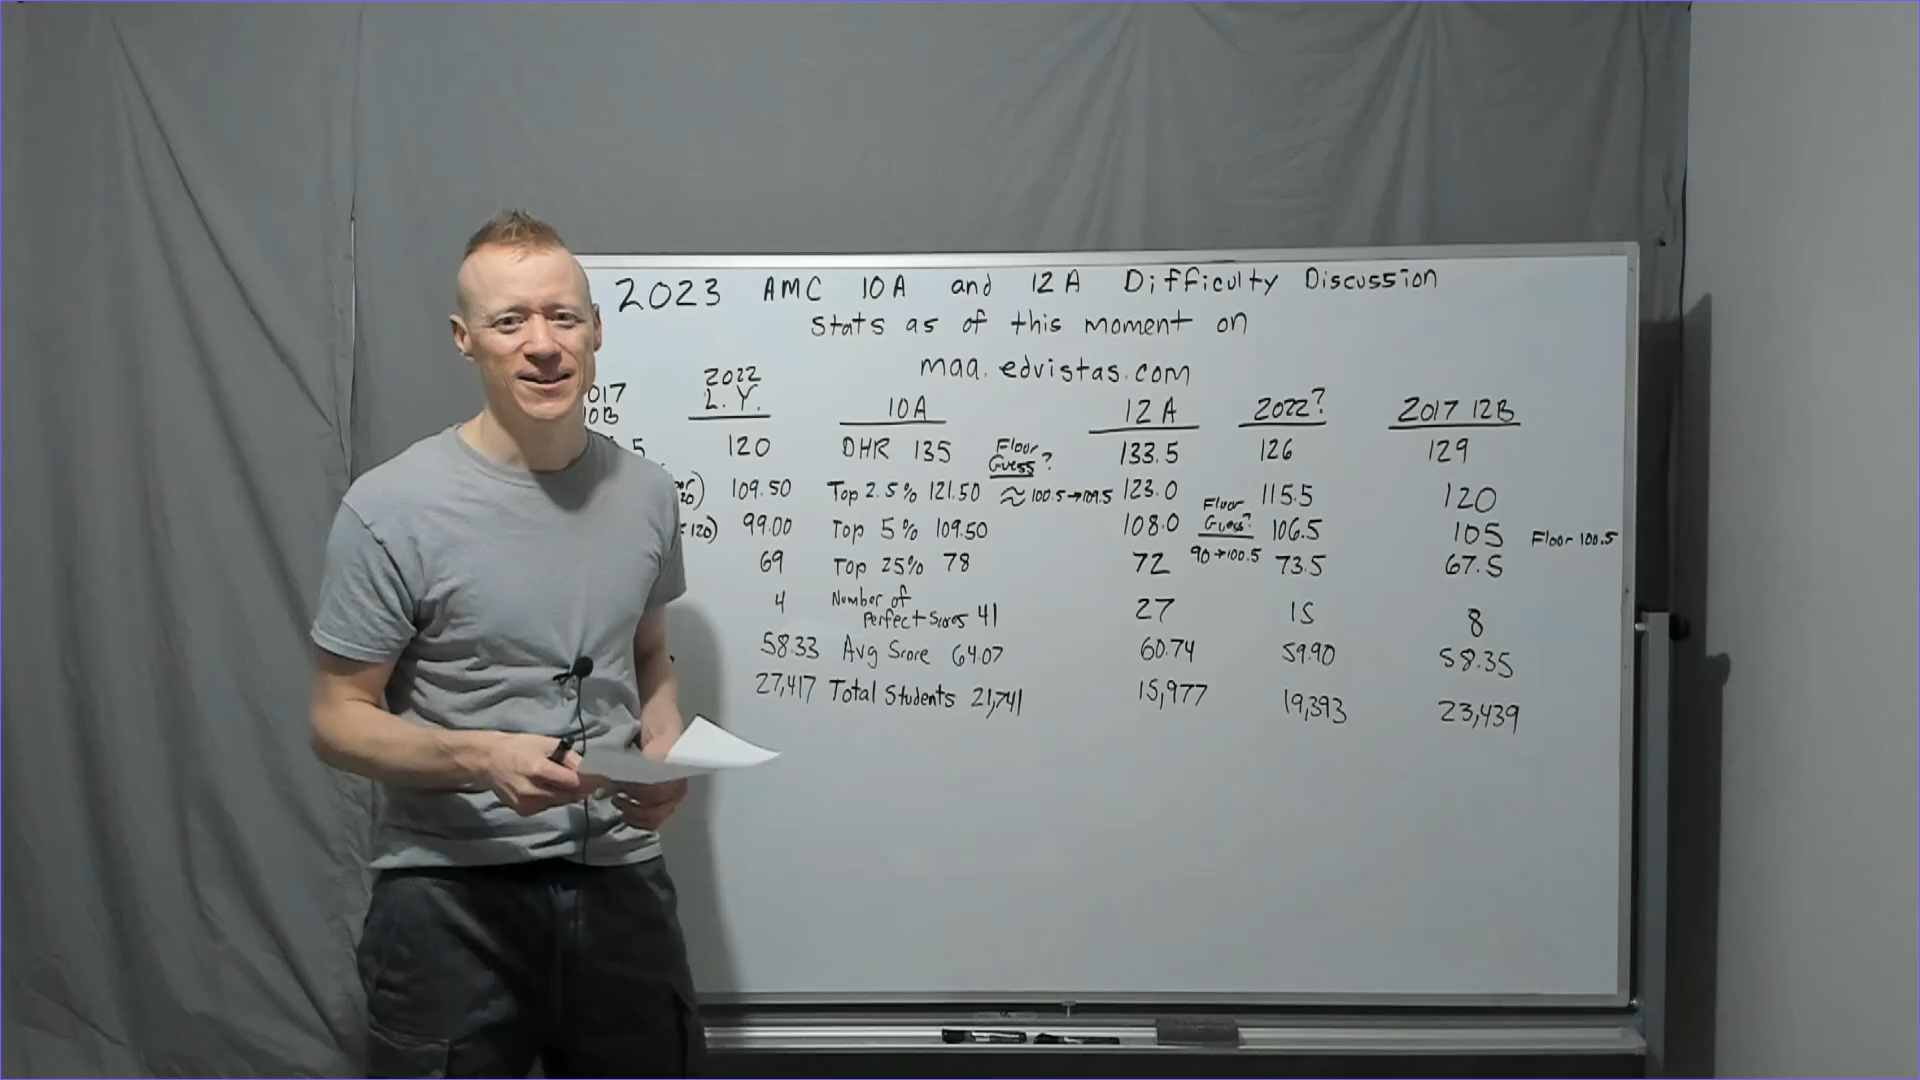 2023 AMC 10A and 12A Difficulty Discussion
Stats as of this moment on
maa.edvistas.com
017 10B 2022 L.Y. 10A 12A 2022? 2017 12B
5 120 DHR 135 Floor Guess? 133.5 126 129
109.50 Top 2.5% 121.50 ≈ 100.5→109.5 123.0 115.5 120
120) 99.00 Top 5% 109.50 108.0 Floor Guess? 106.5 105 Floor 100.5
69 Top 25% 78 72 90→100.5 73.5 67.5
4 Number of Perfect Scores 41 27 15 8
58.33 Avg Score 64.07 60.74 59.90 58.35
27,417 Total Students 21,741 15,977 19,393 23,439